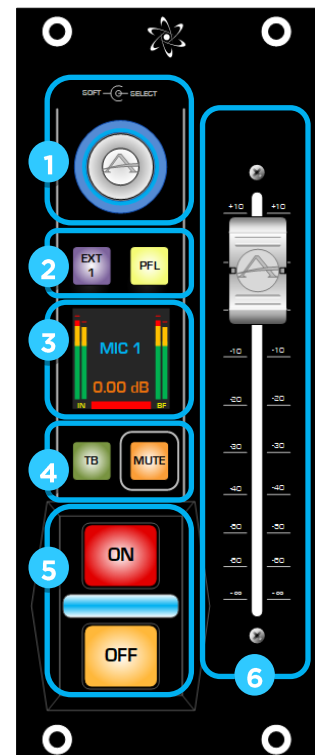 SOFT SELECT
1
2
EXT
1
PFL
3
MIC 1
0.00 dB
IN BF
4
TB
MUTE
5
ON
OFF
+10 +10
-10 -10
-20 -20
-30 -30
-40 -40
-50 -50
-60 -60
-∞ -∞
6